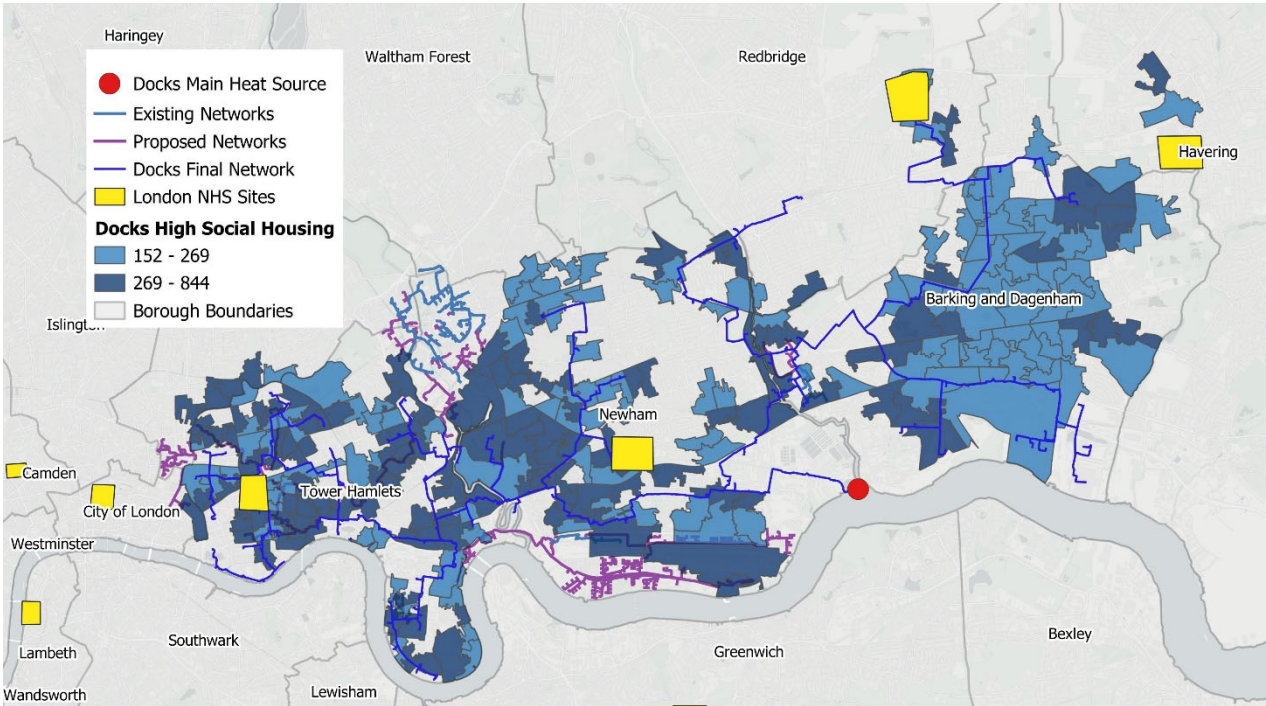 Haringey
Waltham Forest
Redbridge
Docks Main Heat Source
Existing Networks
Proposed Networks
Docks Final Network
London NHS Sites
Docks High Social Housing
152 - 269
269 - 844
Borough Boundaries
Havering
Barking and Dagenham
Islington
Newham
Camden
Tower Hamlets
City of London
Westminster
Southwark
Greenwich
Bexley
Lambeth
Lewisham
Wandsworth